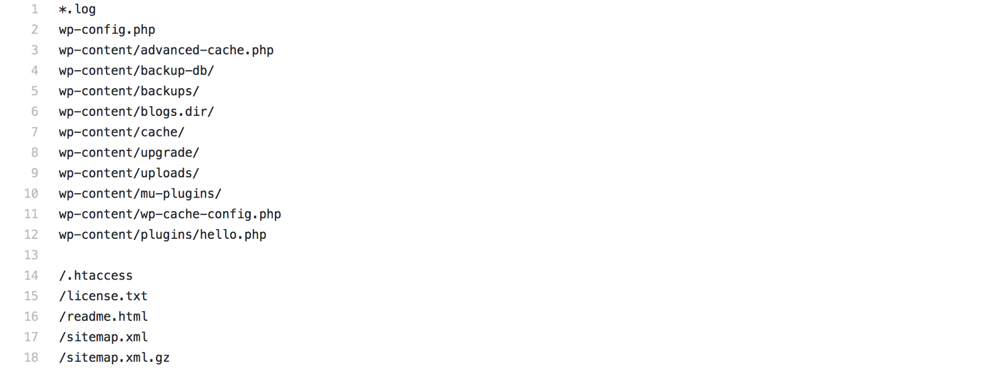 1 *.log
2 wp-config.php
3 wp-content/advanced-cache.php
4 wp-content/backup-db/
5 wp-content/backups/
6 wp-content/blogs.dir/
7 wp-content/cache/
8 wp-content/upgrade/
9 wp-content/uploads/
10 wp-content/mu-plugins/
11 wp-content/wp-cache-config.php
12 wp-content/plugins/hello.php
13
14 /.htaccess
15 /license.txt
16 /readme.html
17 /sitemap.xml
18 /sitemap.xml.gz